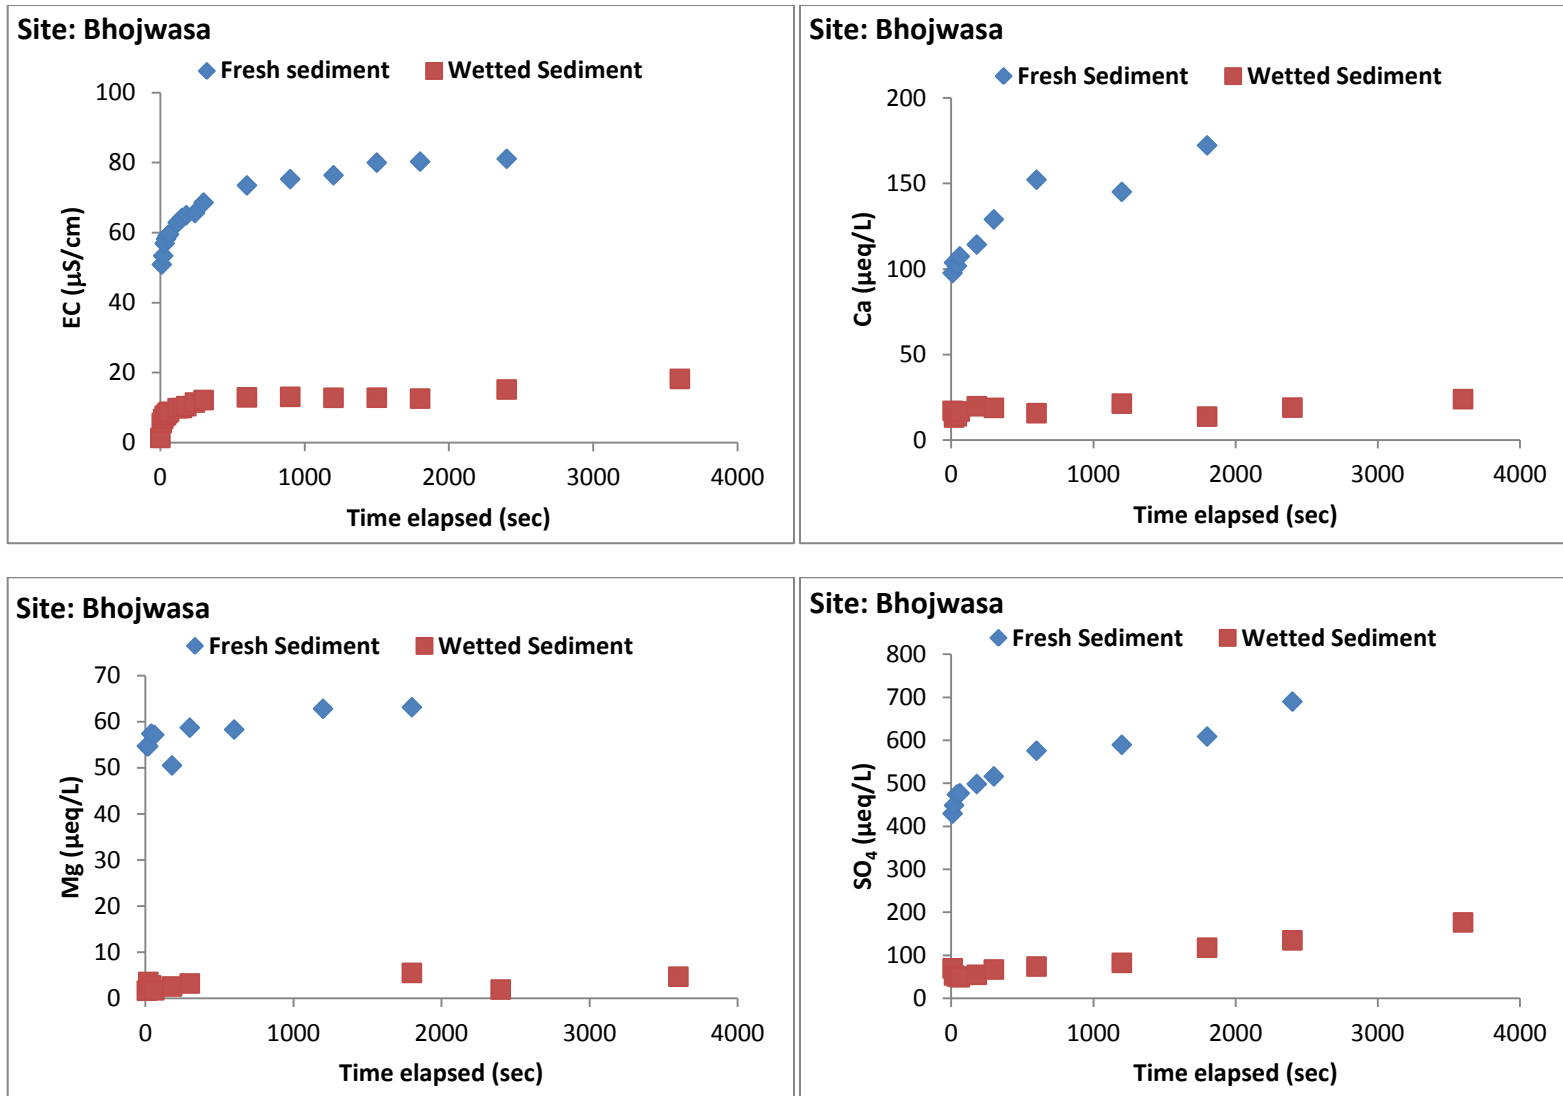 Site: Bhojwasa
Fresh sediment Wetted Sediment
100
80
60
40
20
0
EC (µS/cm)
0 1000 2000 3000 4000
Time elapsed (sec)
Site: Bhojwasa
Fresh Sediment Wetted Sediment
200
150
100
50
0
Ca (µeq/L)
0 1000 2000 3000 4000
Time elapsed (sec)
Site: Bhojwasa
Fresh Sediment Wetted Sediment
70
60
50
40
30
20
10
0
Mg (µeq/L)
0 1000 2000 3000 4000
Time elapsed (sec)
Site: Bhojwasa
Fresh Sediment Wetted Sediment
800
700
600
500
400
300
200
100
0
SO₄ (µeq/L)
0 1000 2000 3000 4000
Time elapsed (sec)